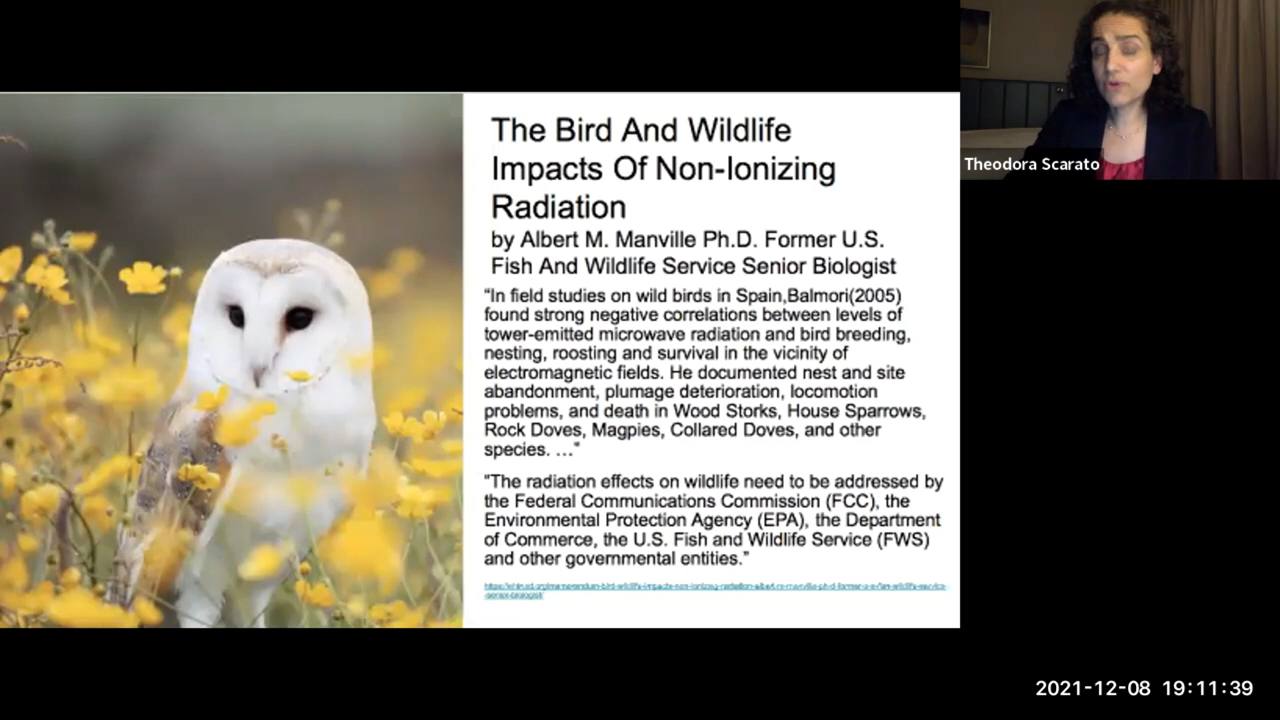 The Bird And Wildlife
Impacts Of Non-Ionizing
Radiation
by Albert M. Manville Ph.D. Former U.S.
Fish And Wildlife Service Senior Biologist
“In field studies on wild birds in Spain,Balmori(2005)
found strong negative correlations between levels of
tower-emitted microwave radiation and bird breeding,
nesting, roosting and survival in the vicinity of
electromagnetic fields. He documented nest and site
abandonment, plumage deterioration, locomotion
problems, and death in Wood Storks, House Sparrows,
Rock Doves, Magpies, Collared Doves, and other
species. …”
“The radiation effects on wildlife need to be addressed by
the Federal Communications Commission (FCC), the
Environmental Protection Agency (EPA), the Department
of Commerce, the U.S. Fish and Wildlife Service (FWS)
and other governmental entities.”
Theodora Scarato
2021-12-08 19:11:39